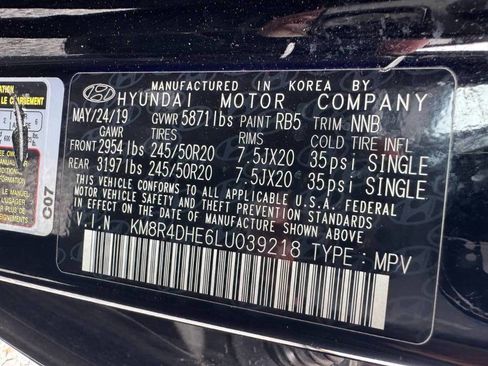 MANUFACTURED IN KOREA BY
HYUNDAI MOTOR COMPANY
MAY/24/19 GVWR 5871lbs PAINT RB5 TRIM NNB
GAWR TIRES RIMS COLD TIRE INFL
FRONT 2954lbs 245/50R20 7.5JX20 35psi SINGLE
REAR 3197lbs 245/50R20 7.5JX20 35psi SINGLE
THIS VEHICLE CONFORMS TO ALL APPLICABLE U.S.A. FEDERAL
MOTOR VEHICLE SAFETY AND THEFT PREVENTION STANDARDS
IN EFFECT ON THE DATE OF MANUFACTURE SHOWN ABOVE
V.I.N KM8R4DHE6LU039218 TYPE: MPV
C07
LE CHARGEMENT